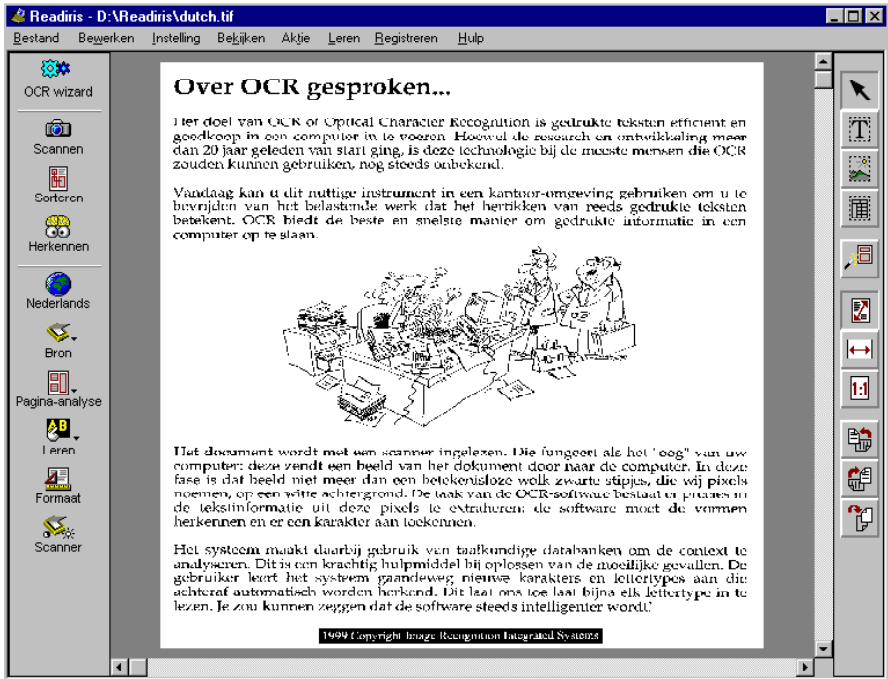 Readiris - D:\Readiris\dutch.tif
Bestand Bewerken Instelling Bekijken Aktie Leren Registreren Hulp
OCR wizard
Scannen
Sorteren
Herkennen
Nederlands
Bron
Pagina-analyse
Leren
Formaat
Scanner
Over OCR gesproken...
Het doel van OCR of Optical Character Recognition is gedrukte teksten efficient en
goedkoop in een computer in te voeren. Hoewel de research en ontwikkeling meer
dan 20 jaar geleden van start ging, is deze technologie bij de meeste mensen die OCR
zouden kunnen gebruiken, nog steeds onbekend.
Vandaag kan u dit nuttige instrument in een kantoor-omgeving gebruiken om u te
bevrijden van het belastende werk dat het hertikken van reeds gedrukte teksten
betekent. OCR biedt de beste en snelste manier om gedrukte informatie in een
computer op te slaan.
Het document wordt met een scanner ingelezen. Die fungeert als het "oog" van uw
computer: deze zendt een beeld van het dokument door naar de computer. In deze
fase is dat beeld niet meer dan een betekenisloze wolk zwarte stipjes, die wij pixels
noemen, op een witte achtergrond. De taak van de OCR-software bestaat er precies in
de tekstinformatie uit deze pixels te extraheren: de software moet de vormen
herkennen en er een karakter aan toekennen.
Het systeem maakt daarbij gebruik van taalkundige databanken om de context te
analyseren. Dit is een krachtig hulpmiddel bij oplossen van de moeilijke gevallen. De
gebruiker leert het systeem gaandeweg nieuwe karakters en lettertypes aan die
achteraf automatisch worden herkend. Dit laat ons toe laat bijna elk lettertype in te
lezen. Je zou kunnen zeggen dat de software steeds intelligenter wordt!
1999 Copyright Image Recognition Integrated Systems
T
1:1
AB